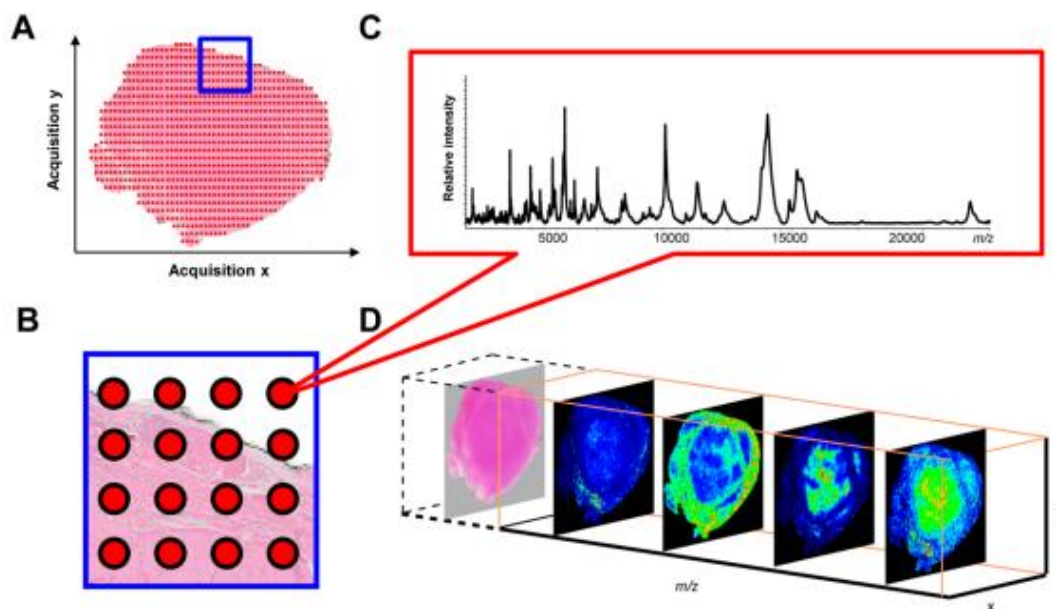 A
Acquisition y
Acquisition x
C
Relative intensity
5000 10000 15000 20000 m/z
B
D
m/z
x